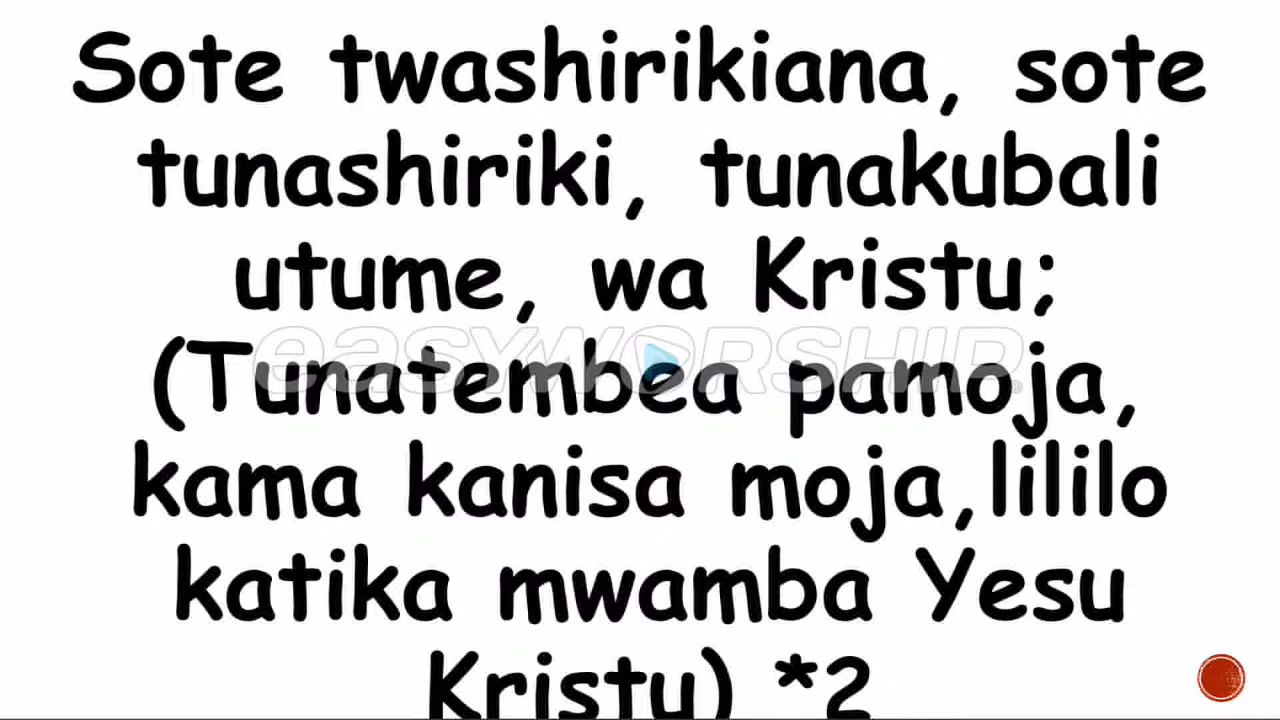 Sote twashirikiana, sote
tunashiriki, tunakubali
utume, wa Kristu;
easyworship
(Tunatembea pamoja,
kama kanisa moja,lililo
katika mwamba Yesu
Kristu) *2